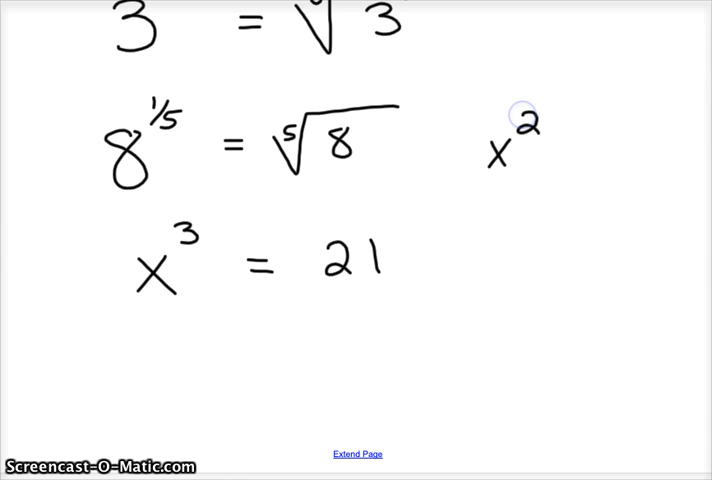 3 = √3
8^{1/5} = ⁵√8 x²
x³ = 21
Extend Page
Screencast-O-Matic.com